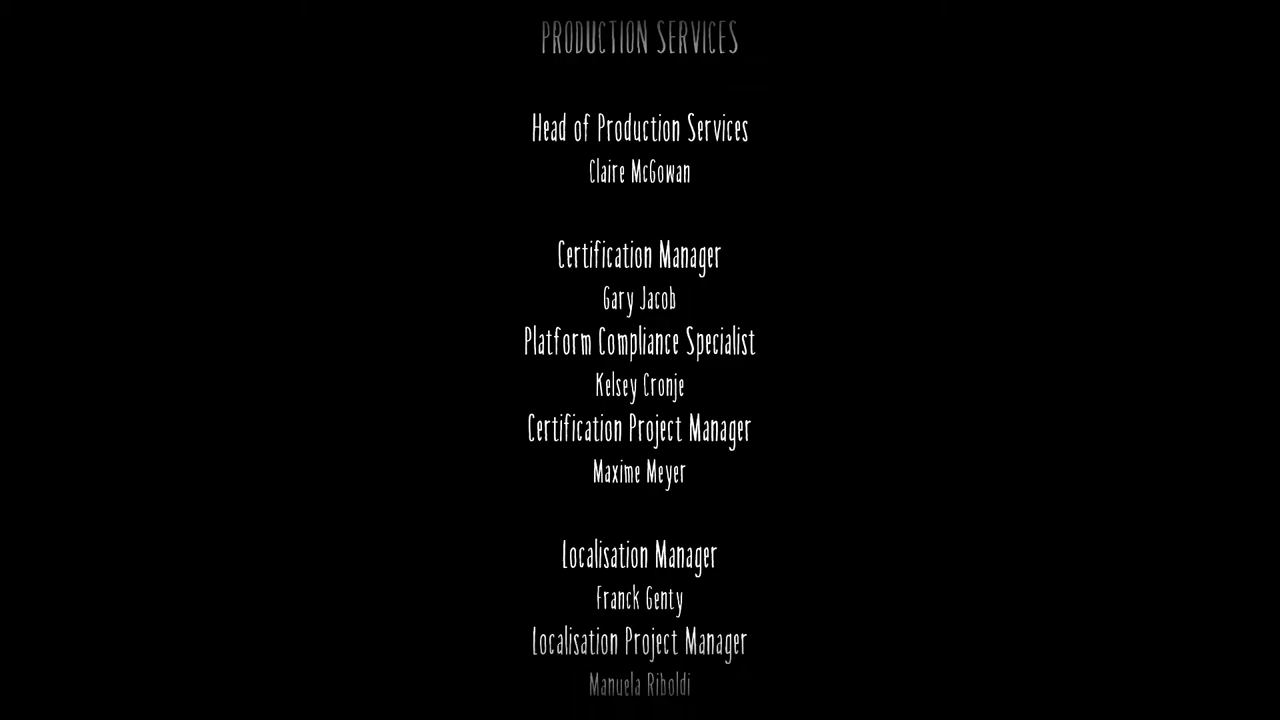 PRODUCTION SERVICES
Head of Production Services
Claire McGowan
Certification Manager
Gary Jacob
Platform Compliance Specialist
Kelsey Cronje
Certification Project Manager
Maxime Meyer
Localisation Manager
Franck Genty
Localisation Project Manager
Manuela Riboldi